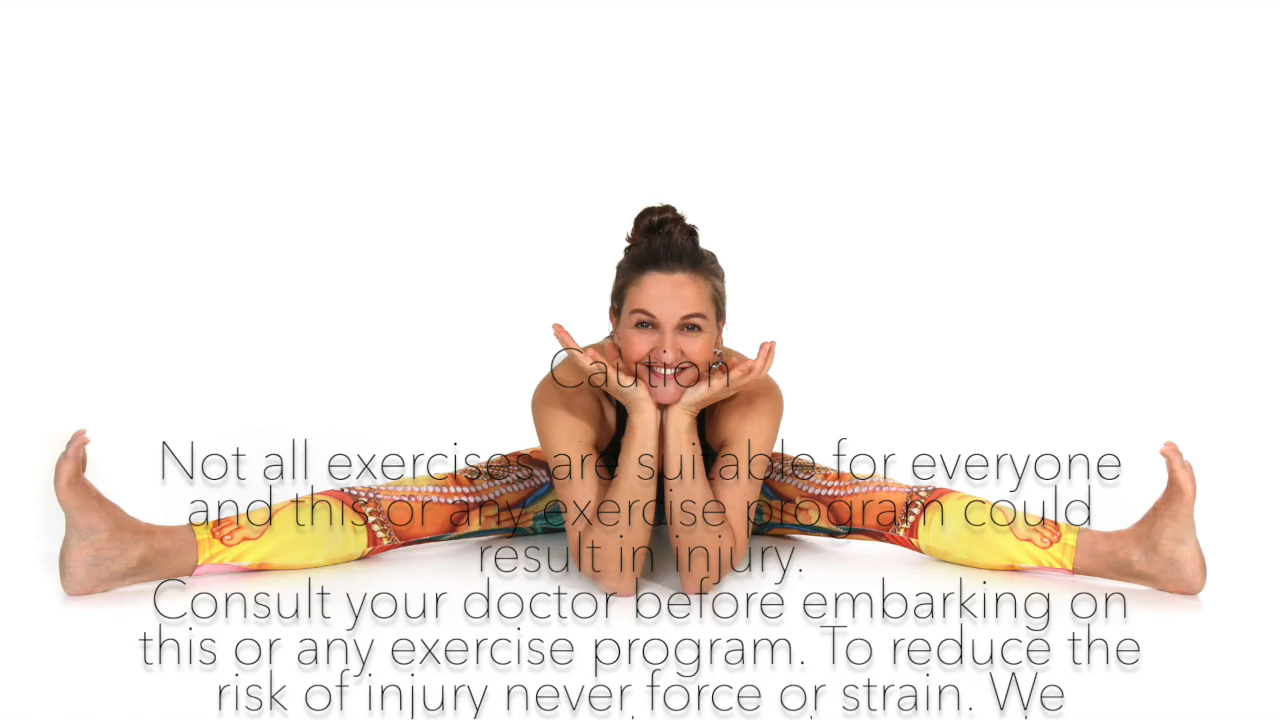 Caution
Not all exercises are suitable for everyone
and this or any exercise program could
result in injury.
Consult your doctor before embarking on
this or any exercise program. To reduce the
risk of injury never force or strain. We